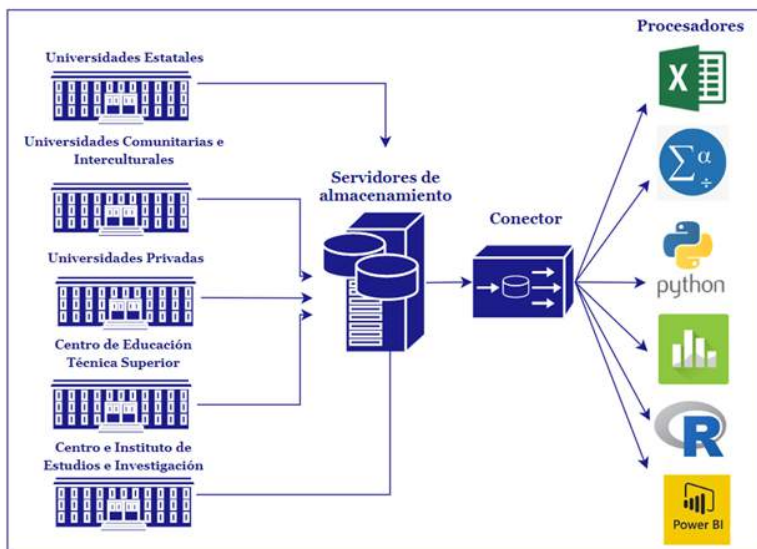 Universidades Estatales
Universidades Comunitarias e
Interculturales
Universidades Privadas
Centro de Educación
Técnica Superior
Centro e Instituto de
Estudios e Investigación
Servidores de
almacenamiento
Conector
Procesadores
X
Σ α ÷
python
R
Power BI